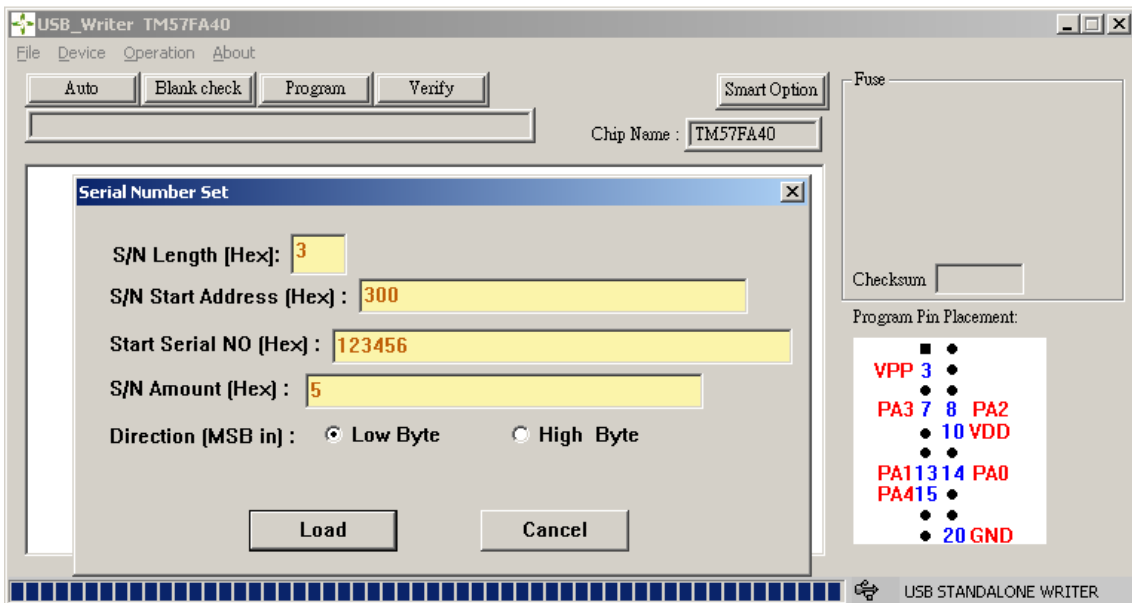 USB_Writer TM57FA40
File Device Operation About
Auto Blank check Program Verify Smart Option
Chip Name : TM57FA40
Fuse
Checksum
Serial Number Set
S/N Length (Hex): 3
S/N Start Address (Hex) : 300
Start Serial NO (Hex) : 123456
S/N Amount (Hex) : 5
Direction (MSB in) : Low Byte High Byte
Load Cancel
Program Pin Placement:
VPP 3
PA3 7 8 PA2
10 VDD
PA1 13 14 PA0
PA4 15
20 GND
USB STANDALONE WRITER